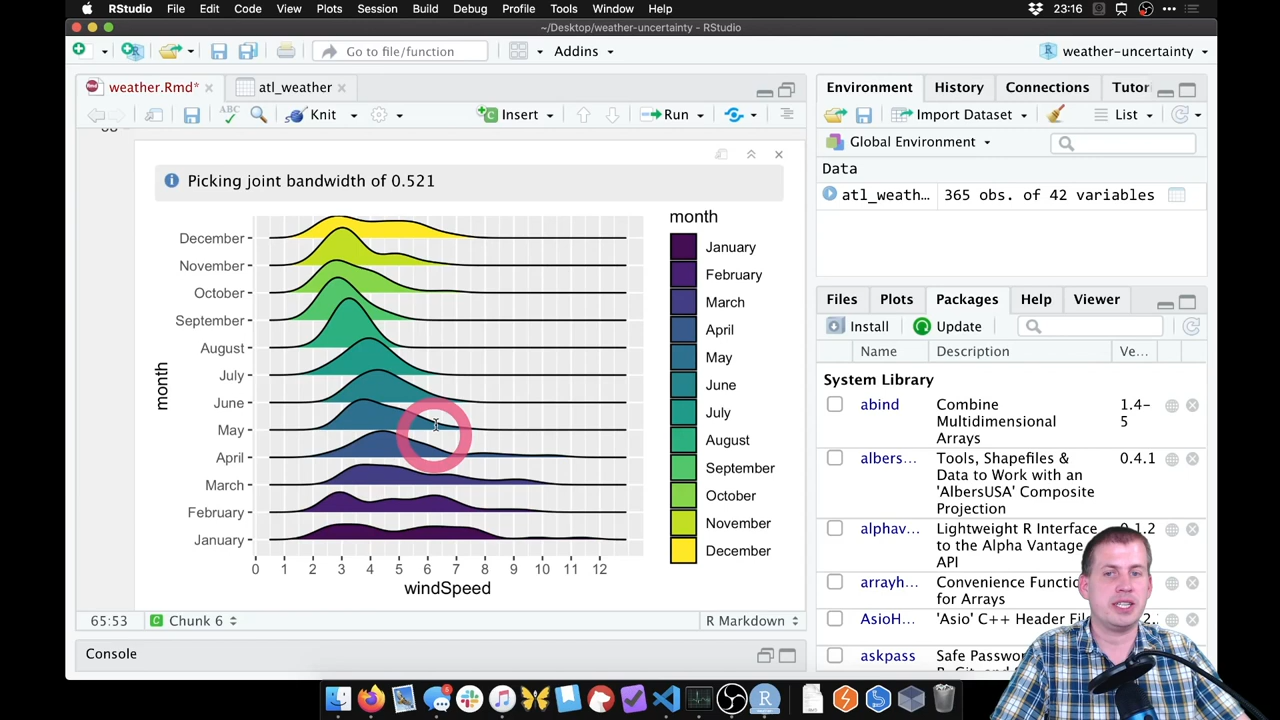 RStudio File Edit Code View Plots Session Build Debug Profile Tools Window Help 23:16
~/Desktop/weather-uncertainty - RStudio
Go to file/function Addins weather-uncertainty
weather.Rmd* atl_weather
ABC Knit Insert Run
Picking joint bandwidth of 0.521
month
December
November
October
September
August
July
June
May
April
March
February
January
0 1 2 3 4 5 6 7 8 9 10 11 12
windSpeed
month
January
February
March
April
May
June
July
August
September
October
November
December
65:53 Chunk 6 R Markdown
Console
Environment History Connections Tutor
Import Dataset List
Global Environment
Data
atl_weath… 365 obs. of 42 variables
Files Plots Packages Help Viewer
Install Update
Name Description Ve…
System Library
abind Combine Multidimensional Arrays 1.4-5
albers… Tools, Shapefiles & Data to Work with an 'AlbersUSA' Composite Projection 0.4.1
alphav… Lightweight R Interface to the Alpha Vantage API
arrayh… Convenience for Arrays
AsioH… 'Asio' C++ Header
askpass Safe